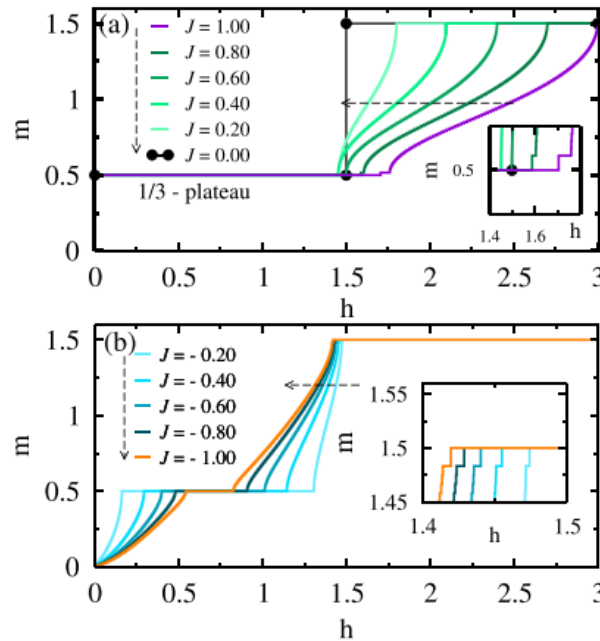 (a)
J = 1.00
J = 0.80
J = 0.60
J = 0.40
J = 0.20
J = 0.00
1/3 - plateau
m
1.5
1
0.5
0
0
0.5
1
1.5
2
2.5
3
h
m
0.5
1.4
1.6
h
(b)
J = - 0.20
J = - 0.40
J = - 0.60
J = - 0.80
J = - 1.00
m
1.5
1
0.5
0
0
0.5
1
1.5
2
2.5
3
h
m
1.55
1.50
1.45
1.4
1.5
h